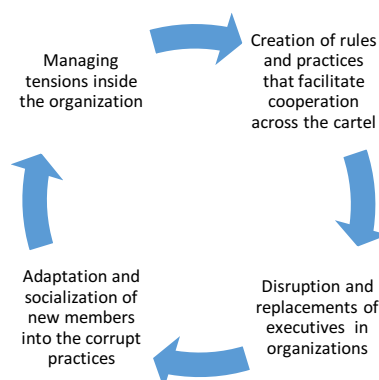 Managing
tensions inside
the organization
Creation of rules
and practices
that facilitate
cooperation
across the cartel
Disruption and
replacements of
executives in
organizations
Adaptation and
socialization of
new members
into the corrupt
practices